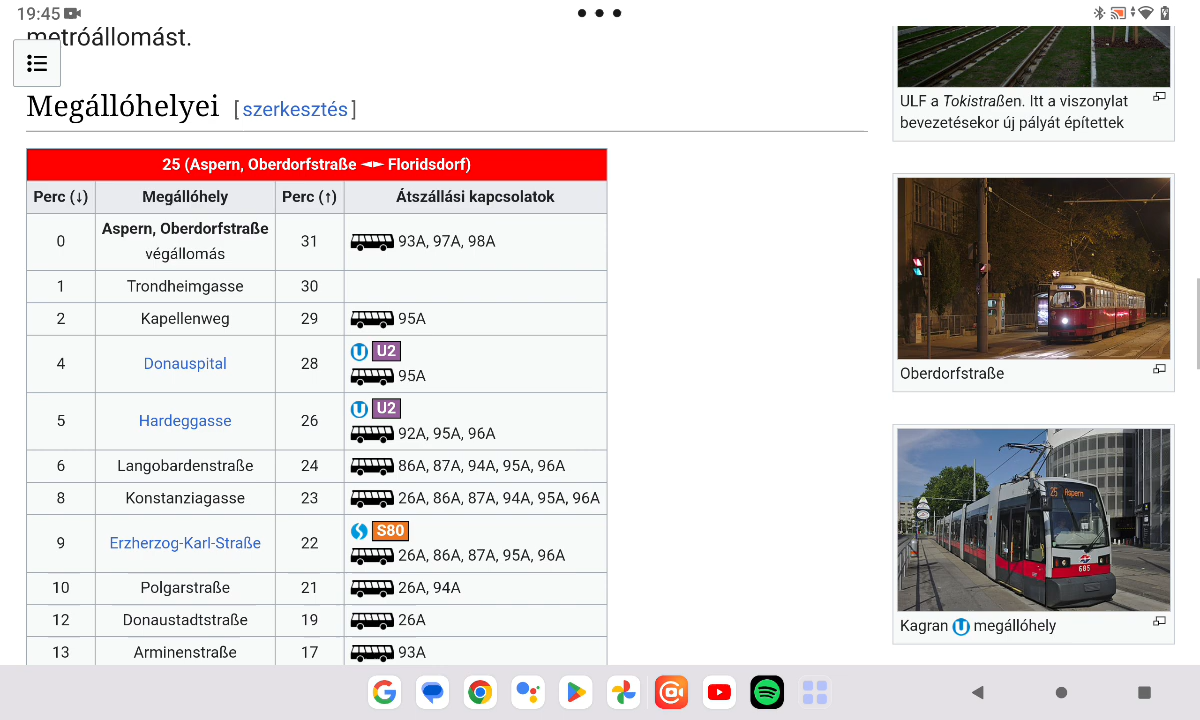 19:45
metróállomást.
Megállóhelyei [szerkesztés]
25 (Aspern, Oberdorfstraße ◄► Floridsdorf)
Perc (↓) Megállóhely Perc (↑) Átszállási kapcsolatok
0 Aspern, Oberdorfstraße végállomás 31 93A, 97A, 98A
1 Trondheimgasse 30
2 Kapellenweg 29 95A
4 Donauspital 28 U U2
95A
5 Hardeggasse 26 U U2
92A, 95A, 96A
6 Langobardenstraße 24 86A, 87A, 94A, 95A, 96A
8 Konstanziagasse 23 26A, 86A, 87A, 94A, 95A, 96A
9 Erzherzog-Karl-Straße 22 S80
26A, 86A, 87A, 95A, 96A
10 Polgarstraße 21 26A, 94A
12 Donaustadtstraße 19 26A
13 Arminenstraße 17 93A
ULF a Tokistraßen. Itt a viszonylat
bevezetésekor új pályát építettek
Oberdorfstraße
25 Aspern
685
Kagran U megállóhely